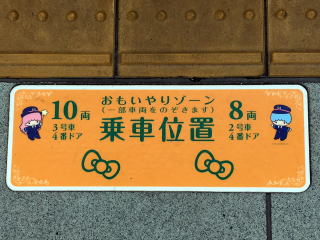 おもいやりゾーン
(一部車両をのぞきます)
10両
3号車
4番ドア
乗車位置
8両
2号車
4番ドア